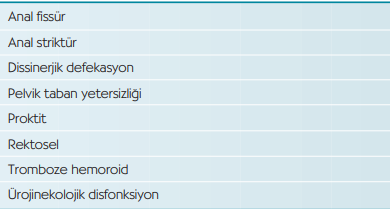 Anal fissür
Anal striktür
Dissinerjik defekasyon
Pelvik taban yetersizliği
Proktit
Rektosel
Tromboze hemoroid
Ürojinekolojik disfonksiyon